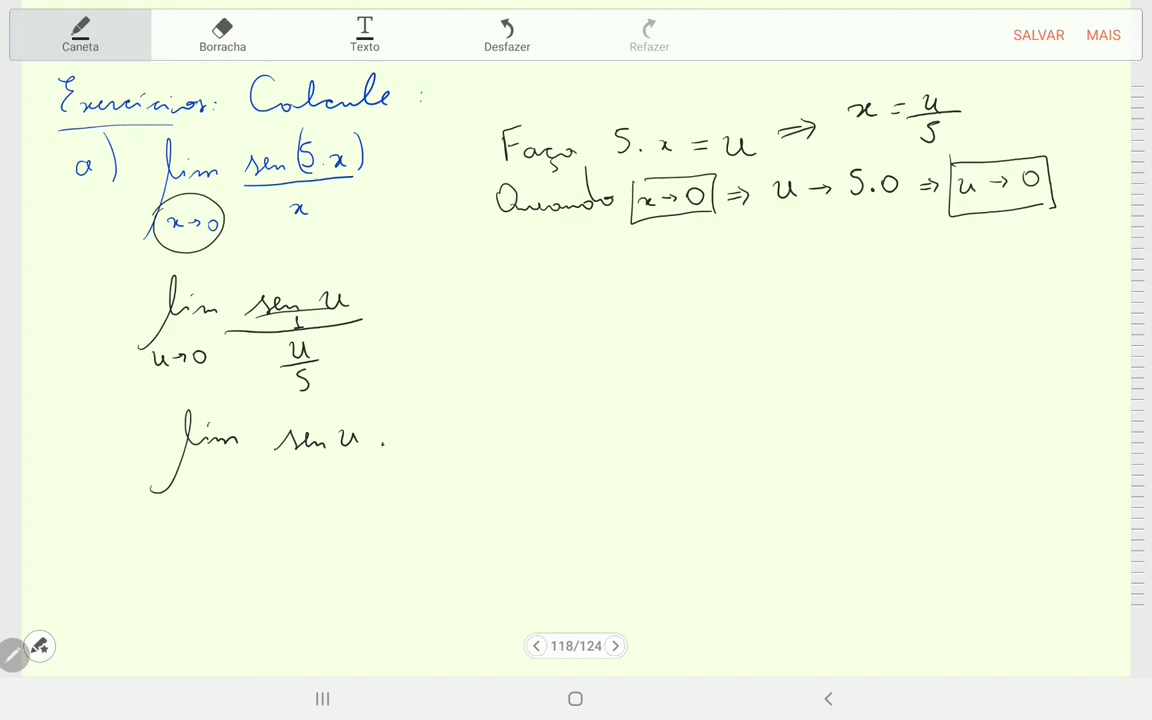 Caneta Borracha Texto Desfazer Refazer SALVAR MAIS
Exercícios: Calcule :
a) lim sen(5.x)
x
x→0
Faço 5.x = u ⇒ x = u/5
Quando x→0 ⇒ u → 5.0 ⇒ u → 0
lim sen u
1
u→0 u/5
lim sen u .
118/124